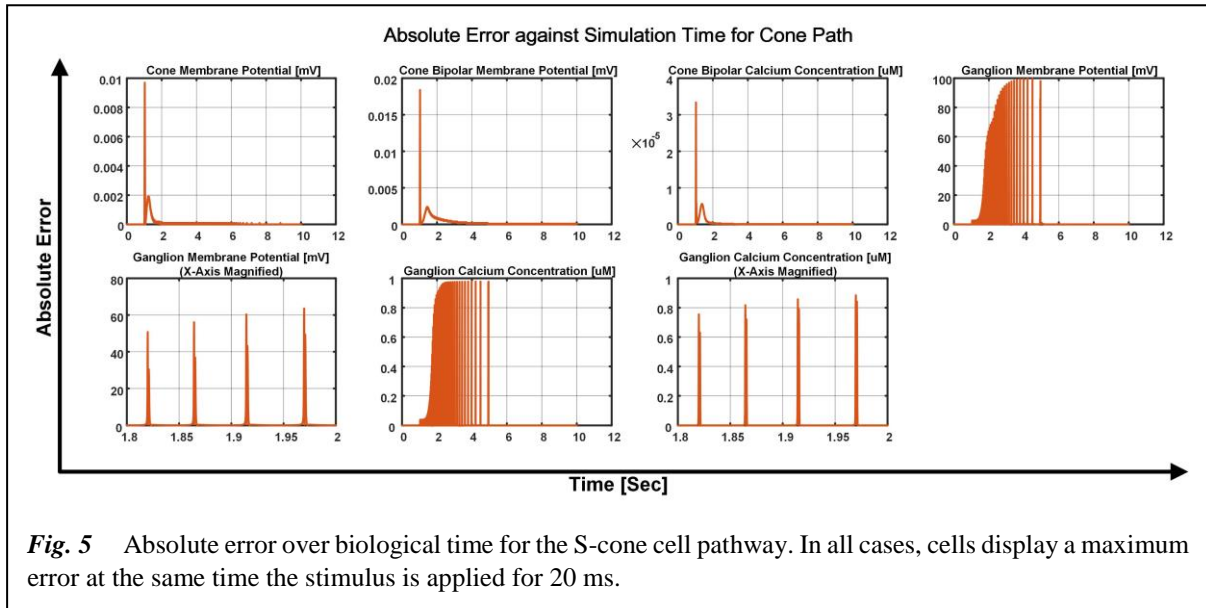 Absolute Error against Simulation Time for Cone Path
Cone Membrane Potential [mV]
0.01
0.008
0.006
0.004
0.002
0
0 2 4 6 8 10 12
Cone Bipolar Membrane Potential [mV]
0.02
0.015
0.01
0.005
0
0 2 4 6 8 10 12
Cone Bipolar Calcium Concentration [uM]
4
3
×10⁻⁵
2
1
0
0 2 4 6 8 10 12
Ganglion Membrane Potential [mV]
100
80
60
40
20
0
0 2 4 6 8 10 12
Ganglion Membrane Potential [mV]
(X-Axis Magnified)
80
60
40
20
0
1.8 1.85 1.9 1.95 2
Ganglion Calcium Concentration [uM]
1
0.8
0.6
0.4
0.2
0
0 2 4 6 8 10 12
Ganglion Calcium Concentration [uM]
(X-Axis Magnified)
1
0.8
0.6
0.4
0.2
0
1.8 1.85 1.9 1.95 2
Absolute Error
Time [Sec]
Fig. 5 Absolute error over biological time for the S-cone cell pathway. In all cases, cells display a maximum
error at the same time the stimulus is applied for 20 ms.